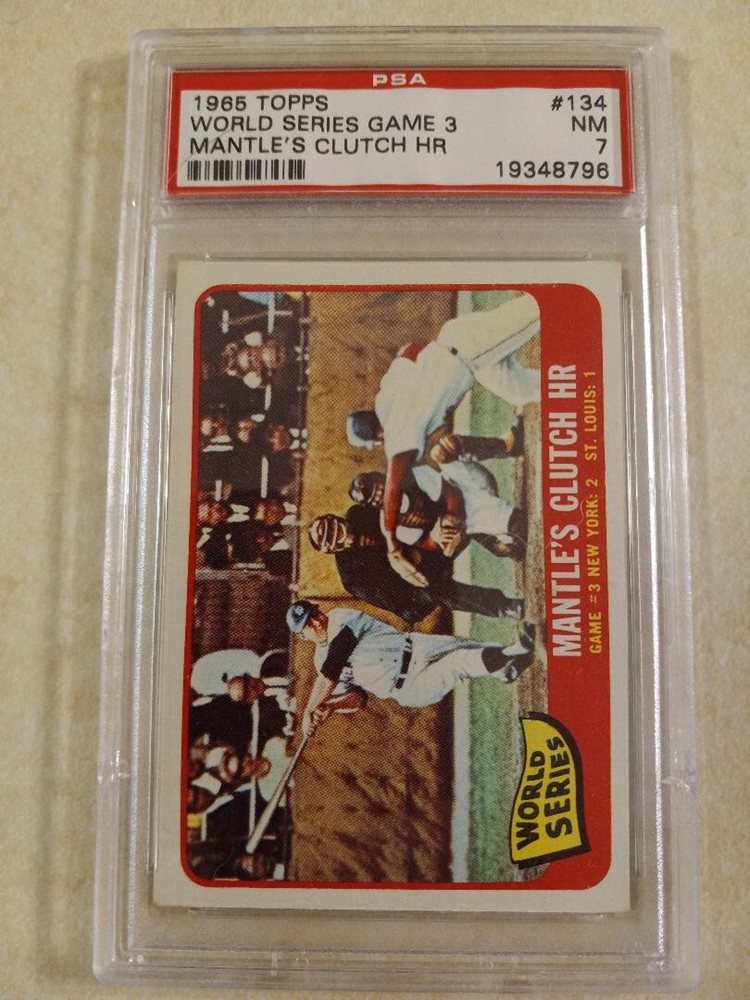 PSA
1965 TOPPS #134
WORLD SERIES GAME 3 NM
MANTLE'S CLUTCH HR 7
19348796
MANTLE'S CLUTCH HR
GAME #3 NEW YORK: 2 ST. LOUIS: 1
WORLD
SERIES